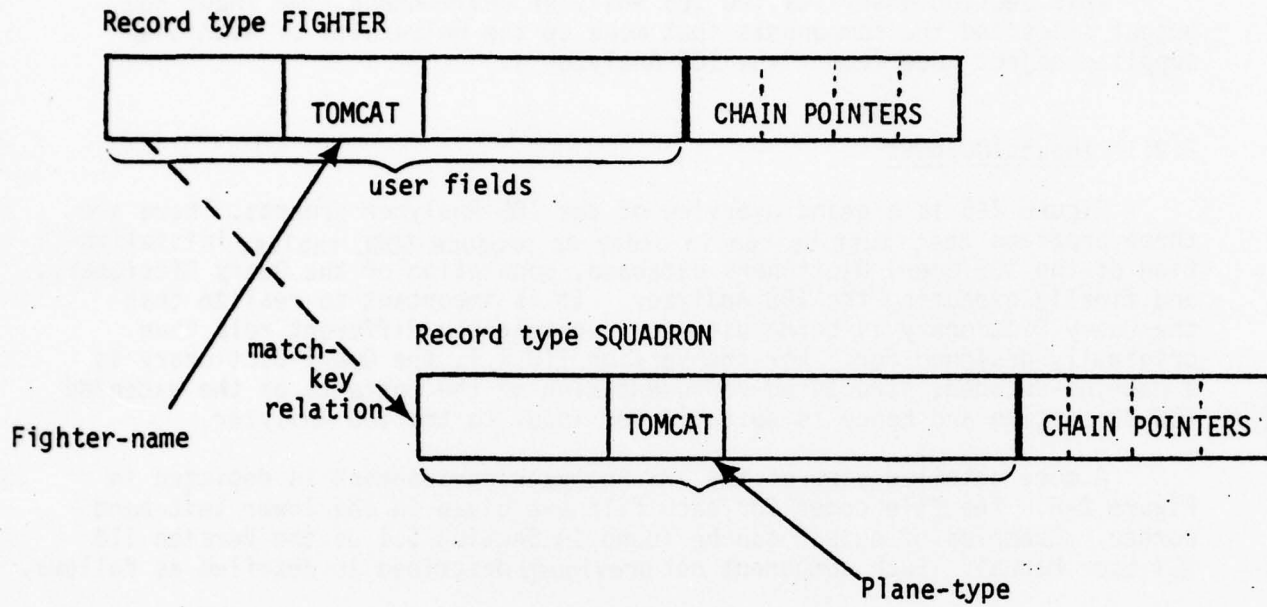 Record type FIGHTER
TOMCAT
CHAIN POINTERS
user fields
Record type SQUADRON
match-
key
relation
TOMCAT
CHAIN POINTERS
Fighter-name
Plane-type